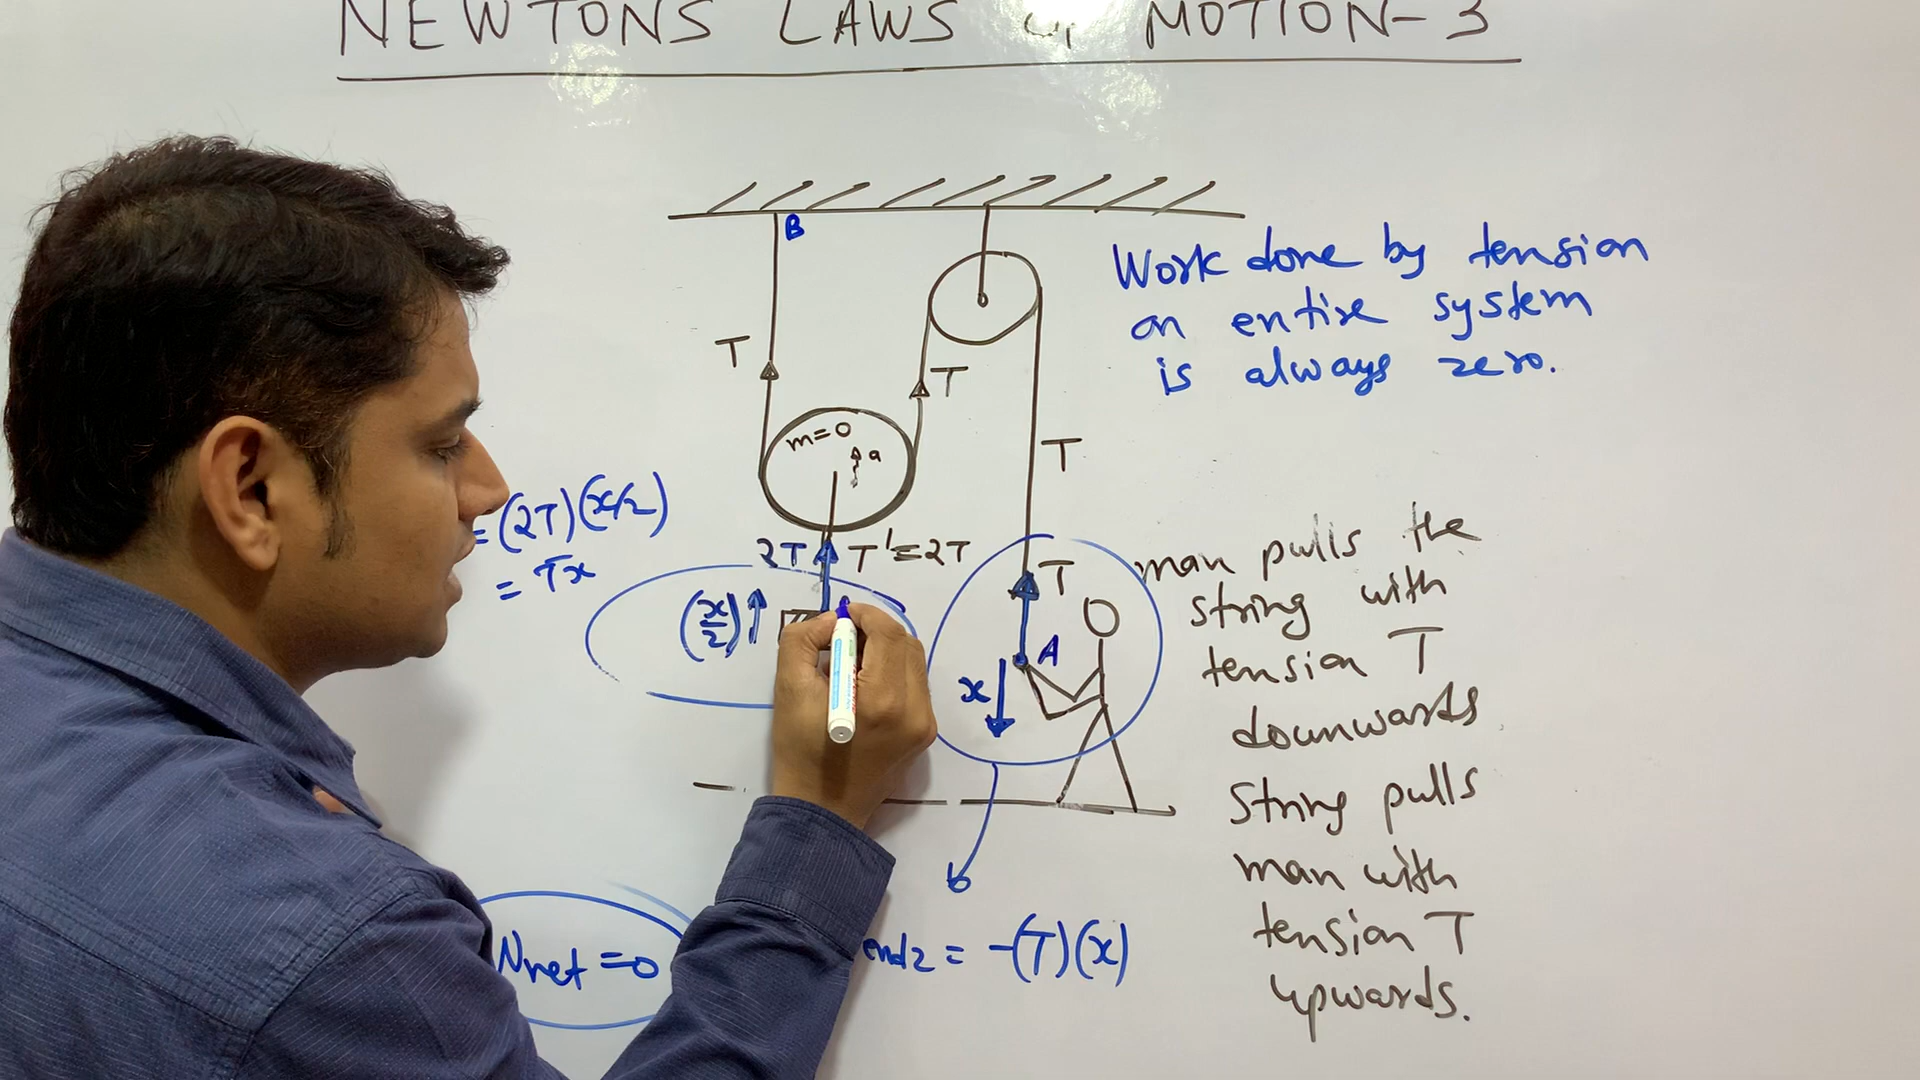 NEWTONS LAWS of MOTION-3
B
Work done by tension
on entire system
is always zero.
T
T
T
m=0
a
=(2T)(x/2)
= Tx
2T
T'=2T
T
(x/2)
A
x
man pulls the
string with
tension T
downwards
String pulls
man with
tension T
upwards.
Wnet=0
end2 = -(T)(x)